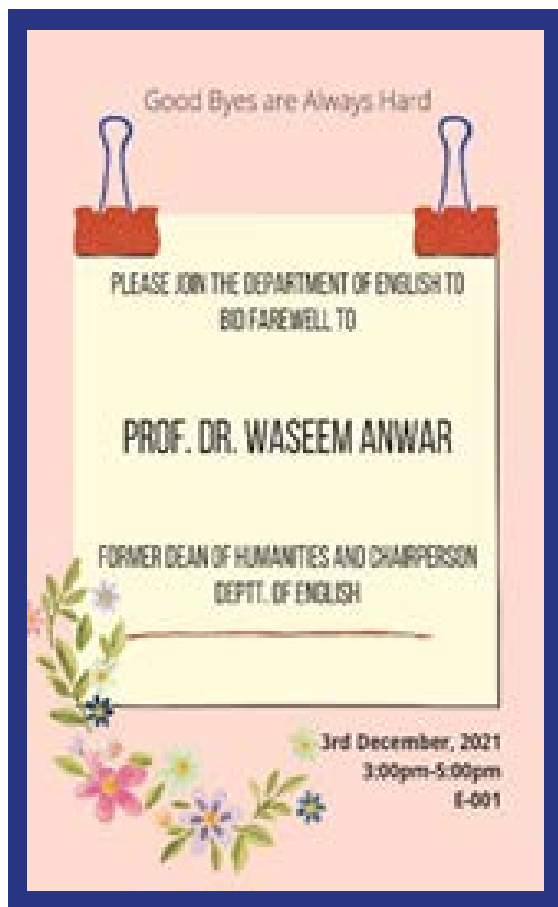 Good Byes are Always Hard
PLEASE JOIN THE DEPARTMENT OF ENGLISH TO
BID FAREWELL TO
PROF. DR. WASEEM ANWAR
FORMER DEAN OF HUMANITIES AND CHAIRPERSON
DEPTT. OF ENGLISH
3rd December, 2021
3:00pm-5:00pm
E-001